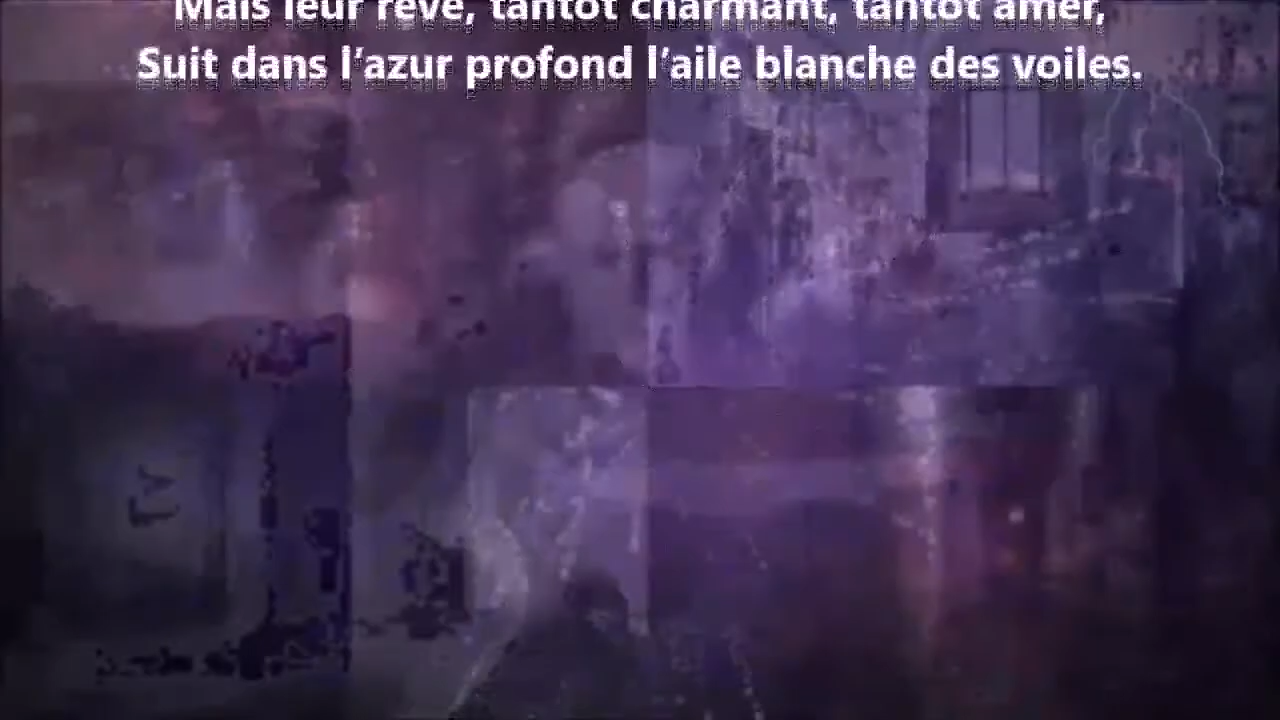 Mais leur rêve, tantôt charmant, tantôt amer,
Suit dans l’azur profond l’aile blanche des voiles.